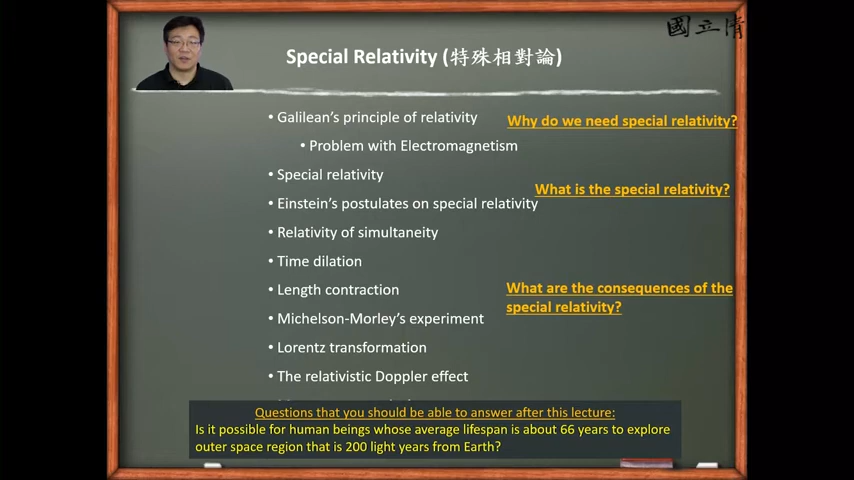 國立清
Special Relativity (特殊相對論)
• Galilean's principle of relativity
Why do we need special relativity?
• Problem with Electromagnetism
• Special relativity
What is the special relativity?
• Einstein's postulates on special relativity
• Relativity of simultaneity
• Time dilation
• Length contraction
What are the consequences of the
special relativity?
• Michelson-Morley's experiment
• Lorentz transformation
• The relativistic Doppler effect
Questions that you should be able to answer after this lecture:
Is it possible for human beings whose average lifespan is about 66 years to explore
outer space region that is 200 light years from Earth?